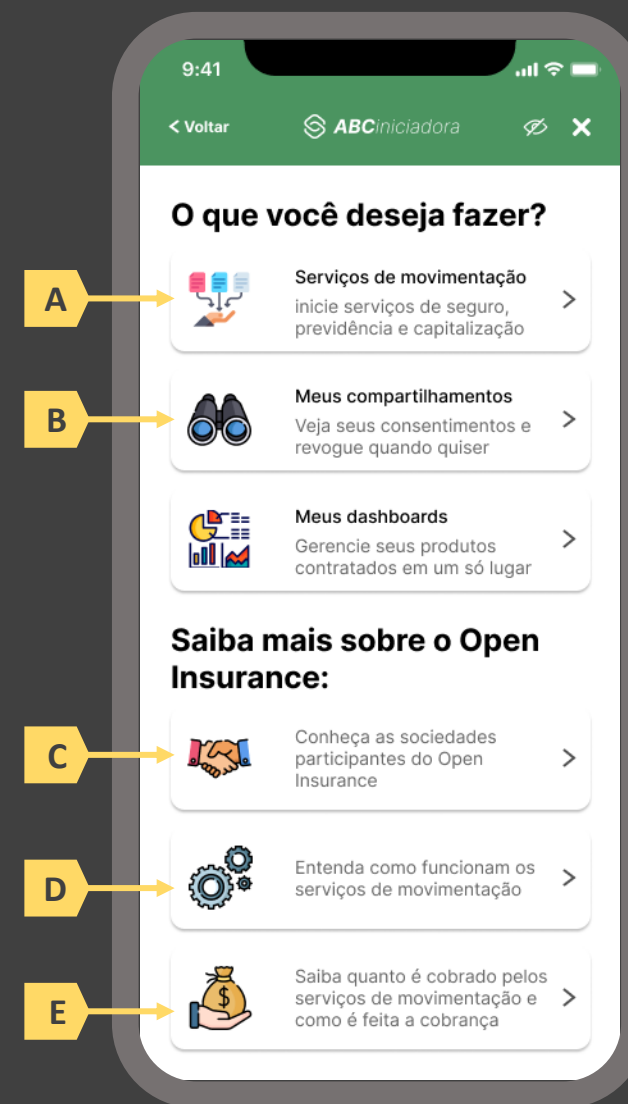 9:41
< Voltar
ABCiniciadora
O que você deseja fazer?
A
Serviços de movimentação
inicie serviços de seguro,
previdência e capitalização
B
Meus compartilhamentos
Veja seus consentimentos e
revogue quando quiser
Meus dashboards
Gerencie seus produtos
contratados em um só lugar
Saiba mais sobre o Open
Insurance:
C
Conheça as sociedades
participantes do Open
Insurance
D
Entenda como funcionam os
serviços de movimentação
E
$
Saiba quanto é cobrado pelos
serviços de movimentação e
como é feita a cobrança